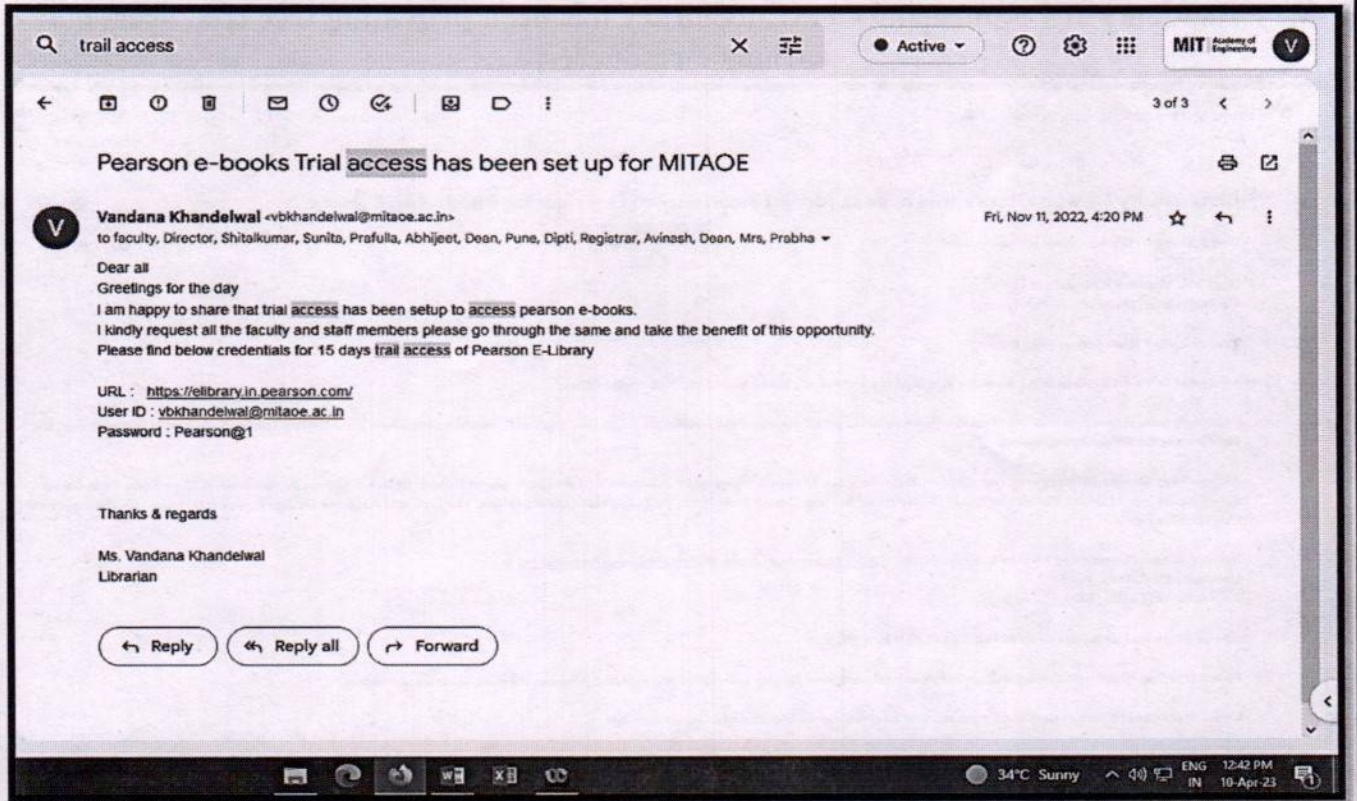 trail access
Active
MIT Academy of Engineering V
3 of 3
Pearson e-books Trial access has been set up for MITAOE
V
Vandana Khandelwal <vbkhandelwal@mitaoe.ac.in>
Fri, Nov 11, 2022, 4:20 PM
to faculty, Director, Shitalkumar, Sunita, Prafulla, Abhijeet, Dean, Pune, Dipti, Registrar, Avinash, Dean, Mrs, Prabha
Dear all
Greetings for the day
I am happy to share that trial access has been setup to access pearson e-books.
I kindly request all the faculty and staff members please go through the same and take the benefit of this opportunity.
Please find below credentials for 15 days trail access of Pearson E-Library
URL : https://elibrary.in.pearson.com/
User ID : vbkhandelwal@mitaoe.ac.in
Password : Pearson@1
Thanks & regards
Ms. Vandana Khandelwal
Librarian
Reply Reply all Forward
34°C Sunny
ENG
IN
12:42 PM
10-Apr-23